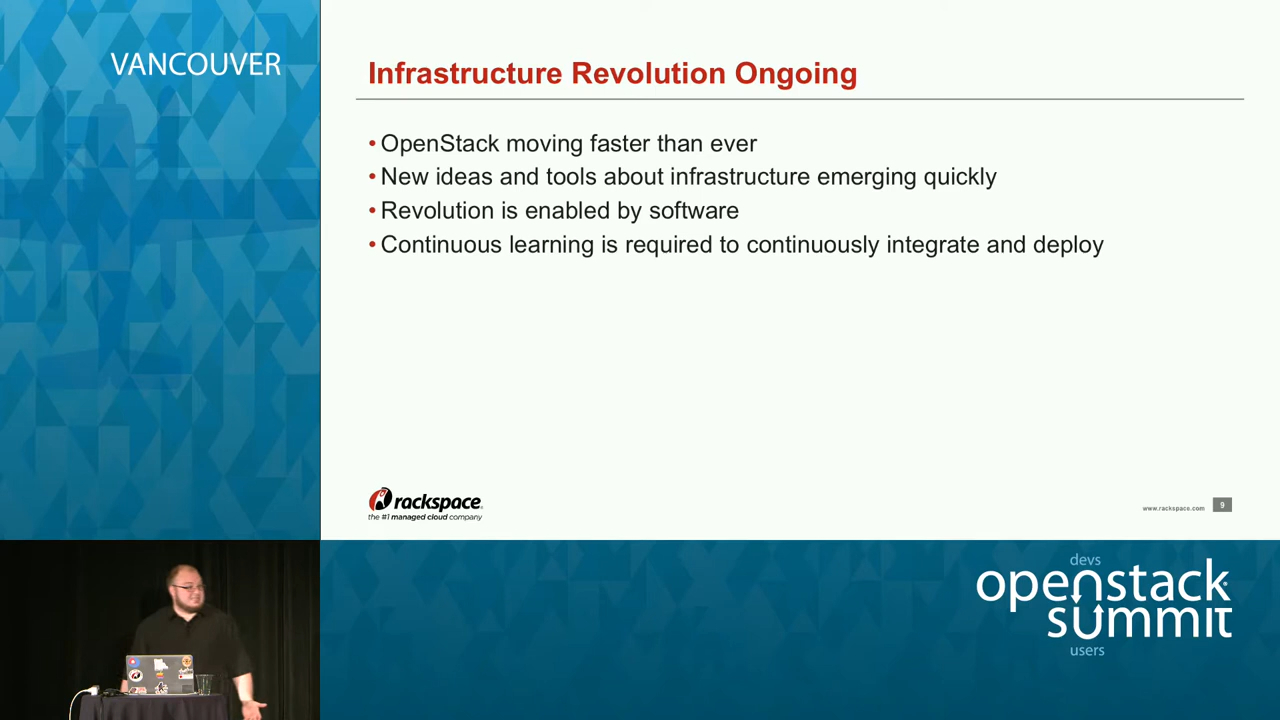 VANCOUVER
Infrastructure Revolution Ongoing
• OpenStack moving faster than ever
• New ideas and tools about infrastructure emerging quickly
• Revolution is enabled by software
• Continuous learning is required to continuously integrate and deploy
rackspace
the #1 managed cloud company
www.rackspace.com 9
devs
openstack
summit
users